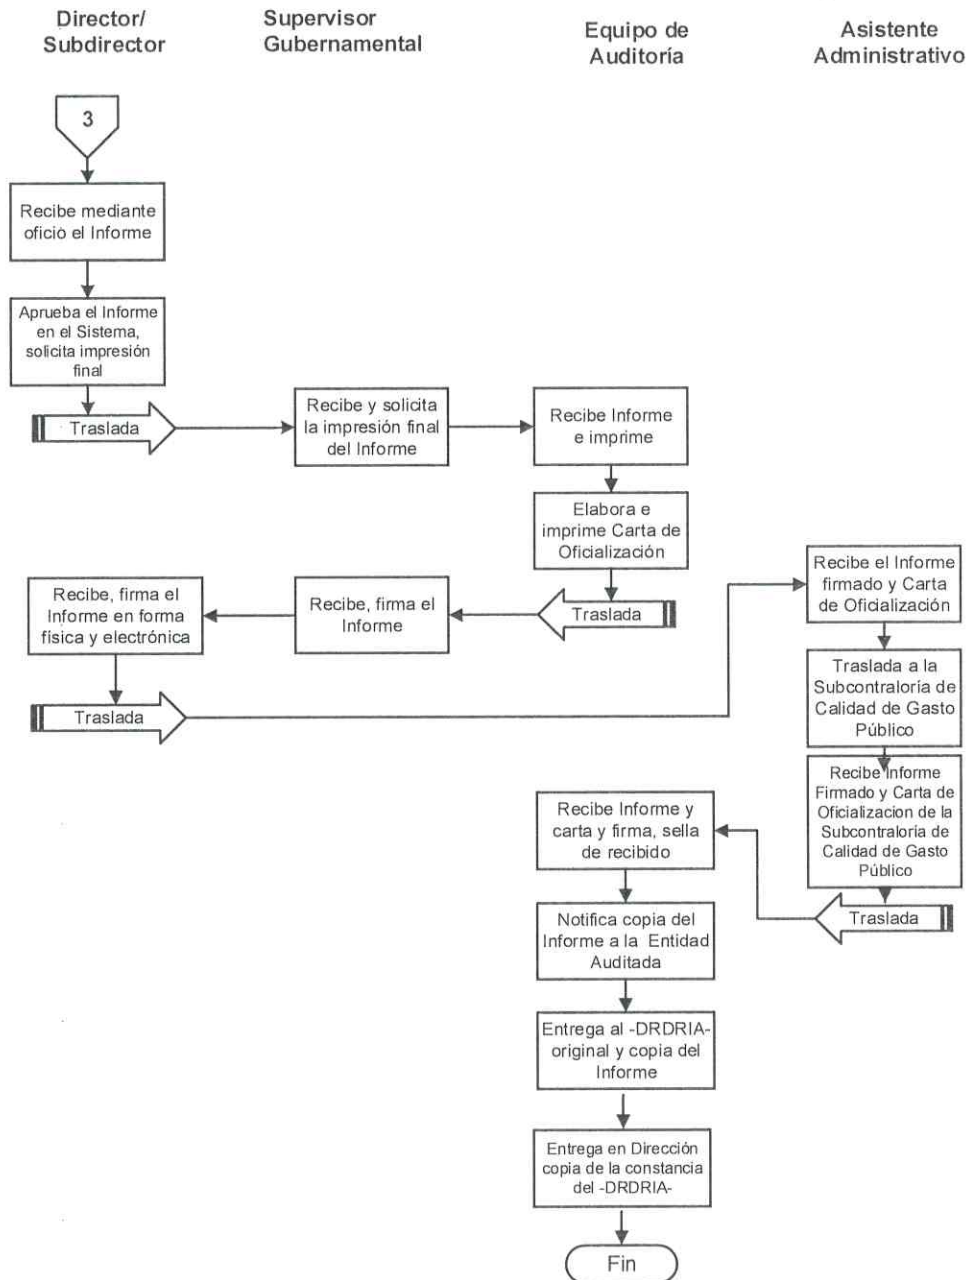 Director/
Subdirector
Supervisor
Gubernamental
Equipo de
Auditoría
Asistente
Administrativo
3
Recibe mediante
oficio el Informe
Aprueba el Informe
en el Sistema,
solicita impresión
final
Traslada
Recibe y solicita
la impresión final
del Informe
Recibe Informe
e imprime
Elabora e
imprime Carta de
Oficialización
Traslada
Recibe, firma el
Informe
Recibe, firma el
Informe en forma
física y electrónica
Traslada
Recibe el Informe
firmado y Carta
de Oficialización
Traslada a la
Subcontraloría de
Calidad de Gasto
Público
Recibe Informe
Firmado y Carta de
Oficializacion de la
Subcontraloría de
Calidad de Gasto
Público
Traslada
Recibe Informe y
carta y firma, sella
de recibido
Notifica copia del
Informe a la Entidad
Auditada
Entrega al -DRDRIA-
original y copia del
Informe
Entrega en Dirección
copia de la constancia
del -DRDRIA-
Fin